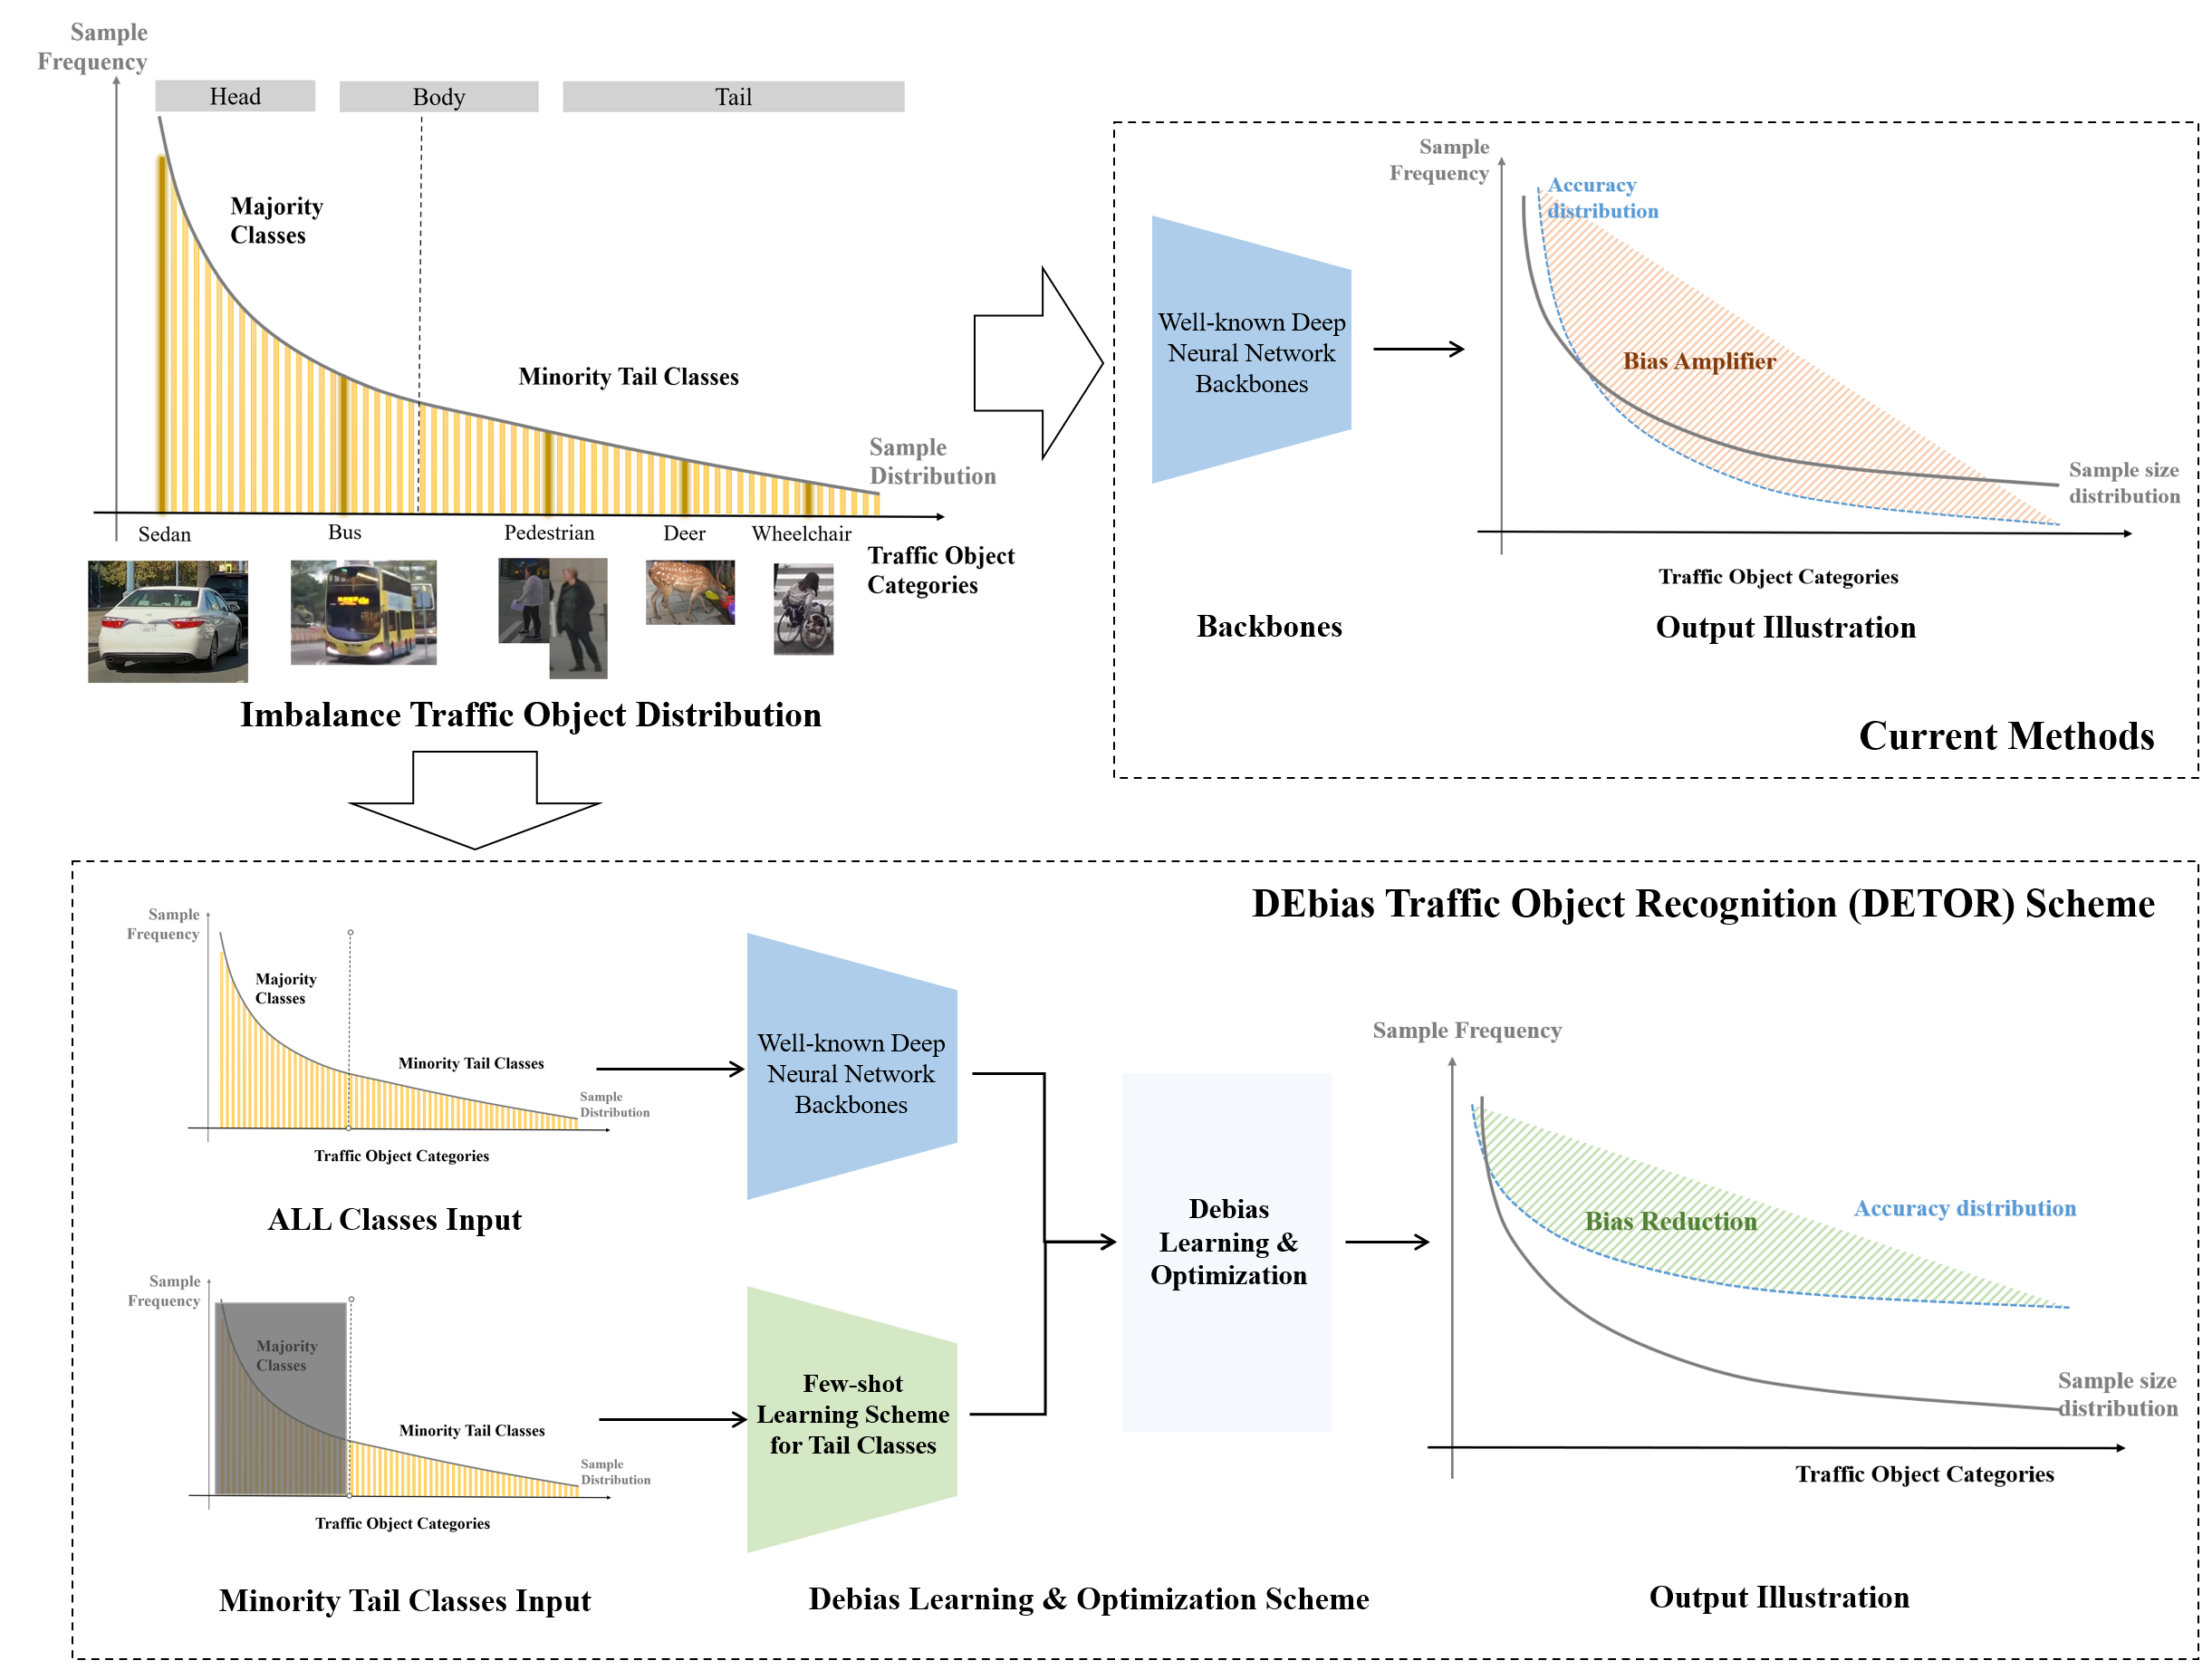 Sample
Frequency
Head
Body
Tail
Majority
Classes
Minority Tail Classes
Sample
Distribution
Sedan
Bus
Pedestrian
Deer
Wheelchair
Traffic Object
Categories
Imbalance Traffic Object Distribution
Sample
Frequency
Accuracy
distribution
Well-known Deep
Neural Network
Backbones
Bias Amplifier
Sample size
distribution
Traffic Object Categories
Backbones
Output Illustration
Current Methods
DEbias Traffic Object Recognition (DETOR) Scheme
Sample
Frequency
Majority
Classes
Minority Tail Classes
Sample
Distribution
Traffic Object Categories
ALL Classes Input
Well-known Deep
Neural Network
Backbones
Sample
Frequency
Majority
Classes
Minority Tail Classes
Sample
Distribution
Traffic Object Categories
Minority Tail Classes Input
Few-shot
Learning Scheme
for Tail Classes
Debias
Learning &
Optimization
Debias Learning & Optimization Scheme
Sample Frequency
Bias Reduction
Accuracy distribution
Sample size
distribution
Traffic Object Categories
Output Illustration